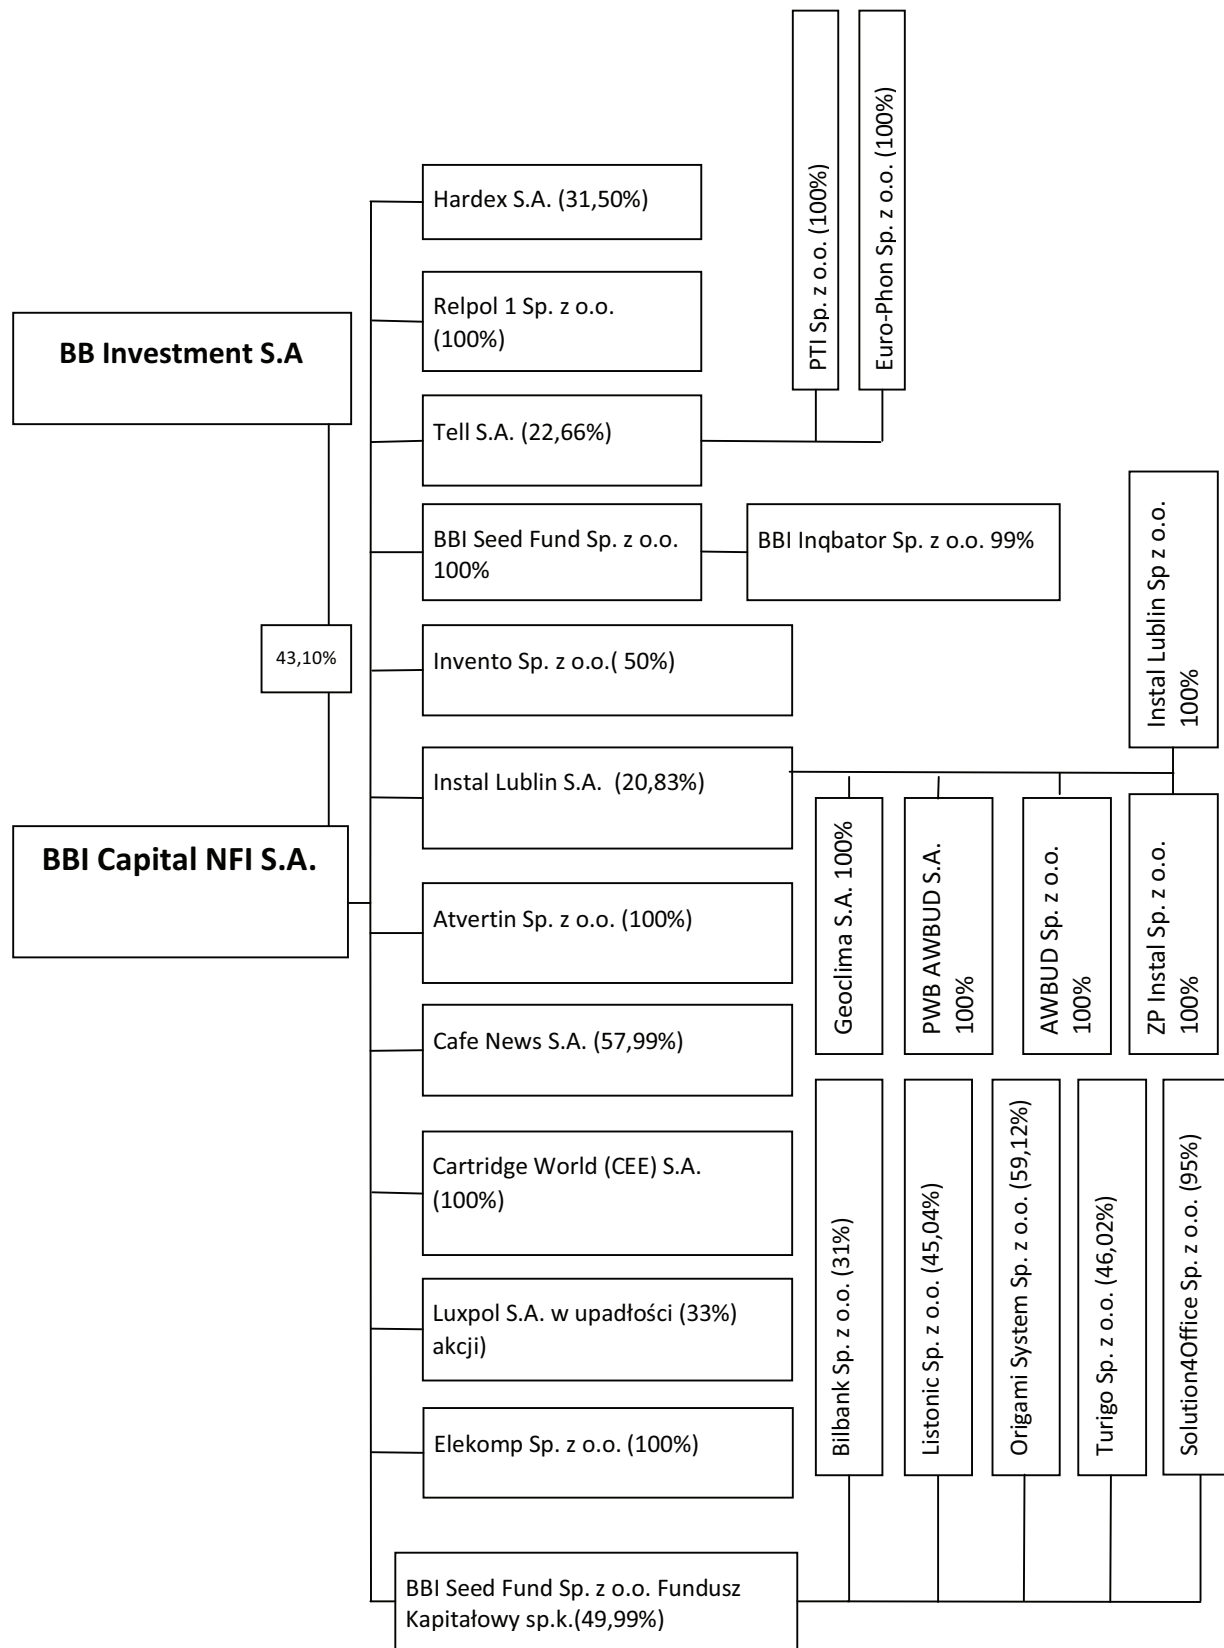 PTI Sp. z o.o. (100%)
Euro-Phon Sp. z o.o. (100%)
Hardex S.A. (31,50%)
Relpol 1 Sp. z o.o.
(100%)
BB Investment S.A
Tell S.A. (22,66%)
BBI Seed Fund Sp. z o.o.
100%
BBI Inqbator Sp. z o.o. 99%
Instal Lublin Sp z o.o.
100%
43,10%
Invento Sp. z o.o.( 50%)
Instal Lublin S.A. (20,83%)
BBI Capital NFI S.A.
Geoclima S.A. 100%
PWB AWBUD S.A.
100%
AWBUD Sp. z o.o.
100%
ZP Instal Sp. z o.o.
100%
Atvertin Sp. z o.o. (100%)
Cafe News S.A. (57,99%)
Cartridge World (CEE) S.A.
(100%)
Luxpol S.A. w upadłości (33%)
akcji)
Elekomp Sp. z o.o. (100%)
Bilbank Sp. z o.o. (31%)
Listonic Sp. z o.o. (45,04%)
Origami System Sp. z o.o. (59,12%)
Turigo Sp. z o.o. (46,02%)
Solution4Office Sp. z o.o. (95%)
BBI Seed Fund Sp. z o.o. Fundusz
Kapitałowy sp.k.(49,99%)